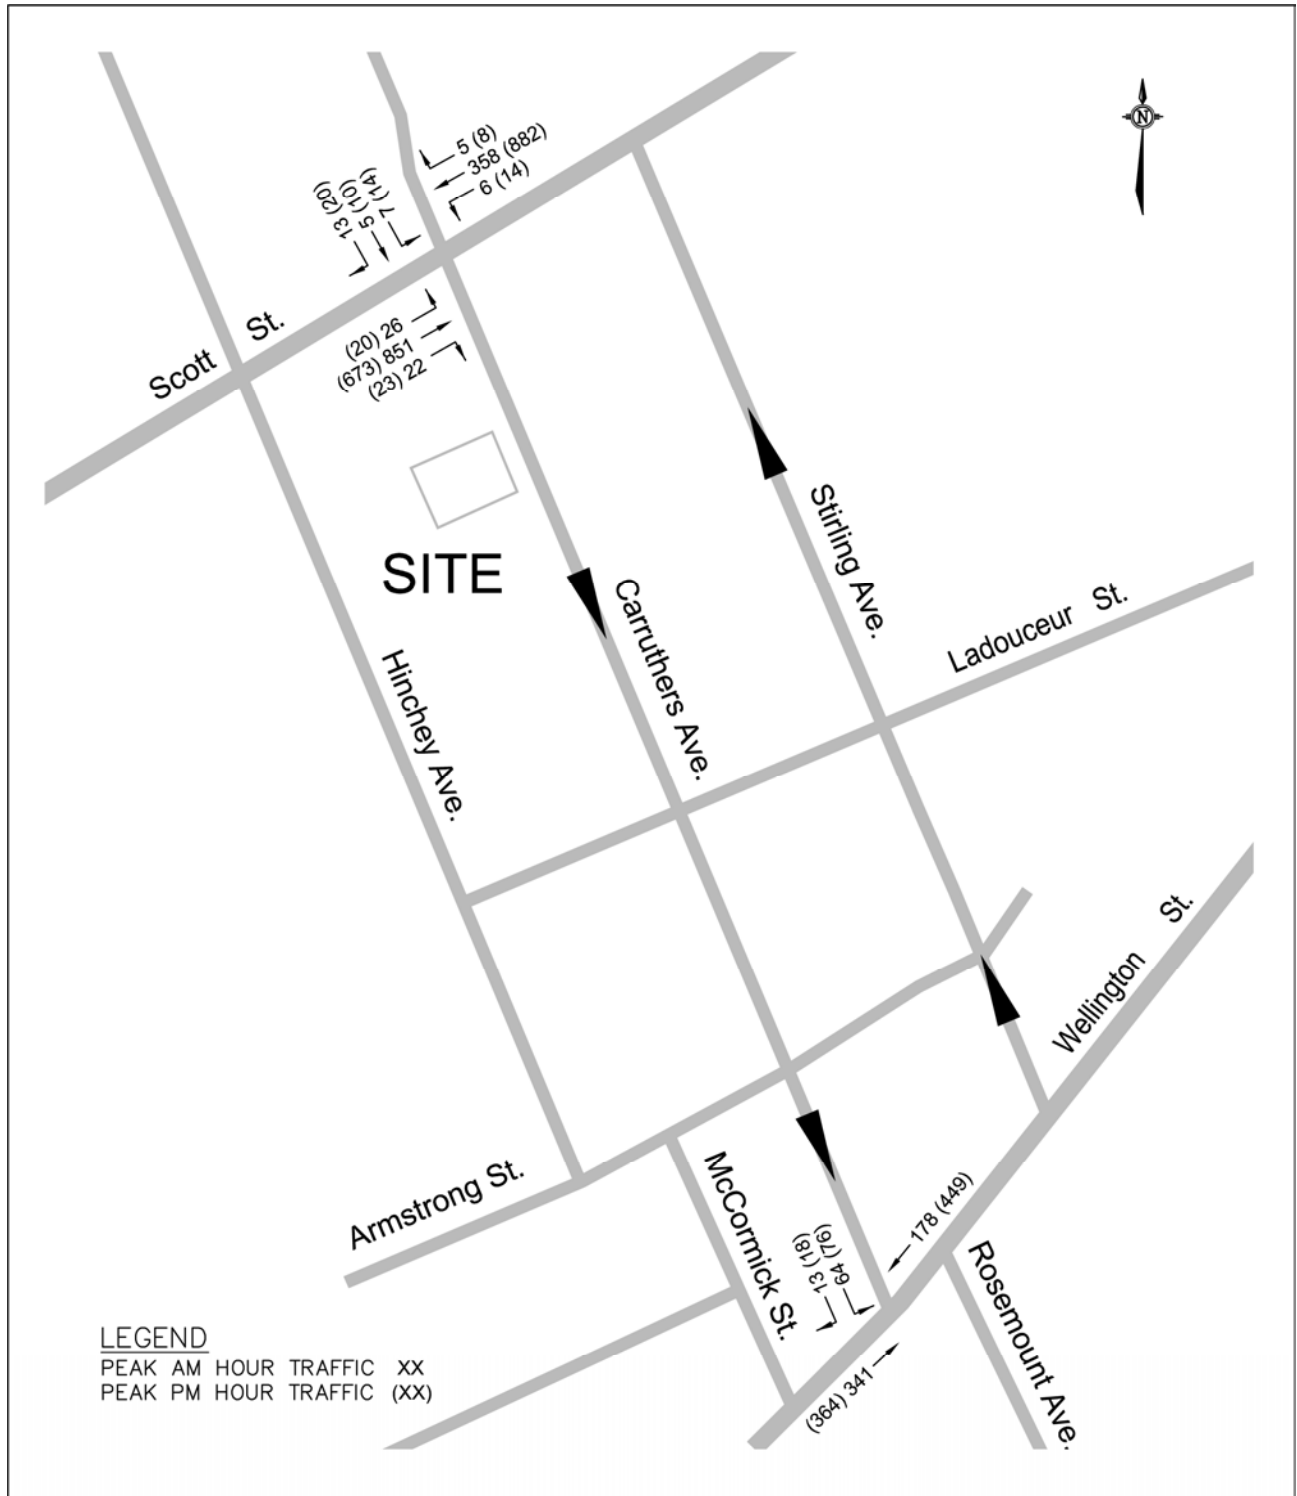 N
5 (8)
358 (882)
6 (14)
13 (20)
5 (10)
7 (14)
Scott St.
(20) 26
(673) 851
(23) 22
SITE
Stirling Ave.
Carruthers Ave.
Ladouceur St.
Hinchey Ave.
Wellington St.
Armstrong St.
McCormick St.
13 (18)
64 (76)
178 (449)
Rosemount Ave.
(364) 341
LEGEND
PEAK AM HOUR TRAFFIC XX
PEAK PM HOUR TRAFFIC (XX)